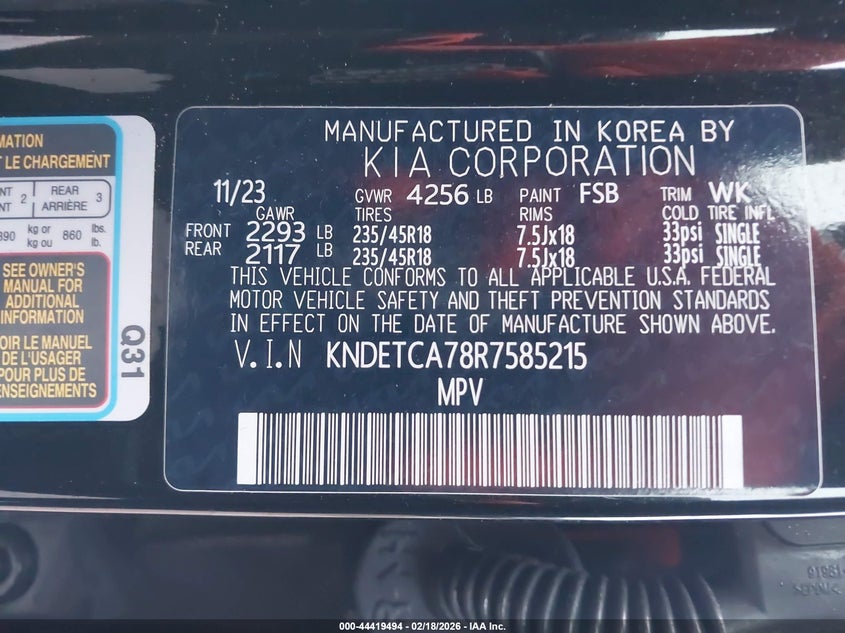 MATION
T LE CHARGEMENT
NT 2 REAR 3
NT ARRIÈRE
390 kg or 860 lbs.
kg ou lb.
SEE OWNER'S
MANUAL FOR
ADDITIONAL
INFORMATION
OIR LE MANUEL
DE L'USAGER
POUR PLUS DE
ENSEIGNEMENTS
Q31
MANUFACTURED IN KOREA BY
KIA CORPORATION
11/23 GVWR 4256 LB PAINT FSB TRIM WK
GAWR TIRES RIMS COLD TIRE INFL
FRONT 2293 LB 235/45R18 7.5Jx18 33psi SINGLE
REAR 2117 LB 235/45R18 7.5Jx18 33psi SINGLE
THIS VEHICLE CONFORMS TO ALL APPLICABLE U.S.A. FEDERAL
MOTOR VEHICLE SAFETY AND THEFT PREVENTION STANDARDS
IN EFFECT ON THE DATE OF MANUFACTURE SHOWN ABOVE.
V.I.N KNDETCA78R7585215
MPV
000-44419494 - 02/18/2026 - IAA Inc.